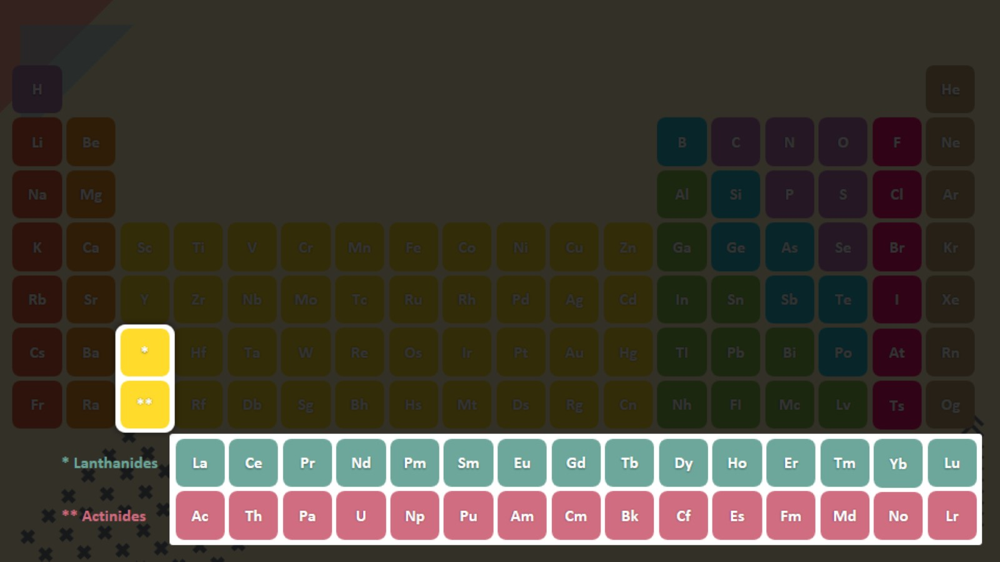 H He
Li Be B C N O F Ne
Na Mg Al Si P S Cl Ar
K Ca Sc Ti V Cr Mn Fe Co Ni Cu Zn Ga Ge As Se Br Kr
Rb Sr Y Zr Nb Mo Tc Ru Rh Pd Ag Cd In Sn Sb Te I Xe
Cs Ba * Hf Ta W Re Os Ir Pt Au Hg Tl Pb Bi Po At Rn
Fr Ra ** Rf Db Sg Bh Hs Mt Ds Rg Cn Nh Fl Mc Lv Ts Og
* Lanthanides La Ce Pr Nd Pm Sm Eu Gd Tb Dy Ho Er Tm Yb Lu
** Actinides Ac Th Pa U Np Pu Am Cm Bk Cf Es Fm Md No Lr